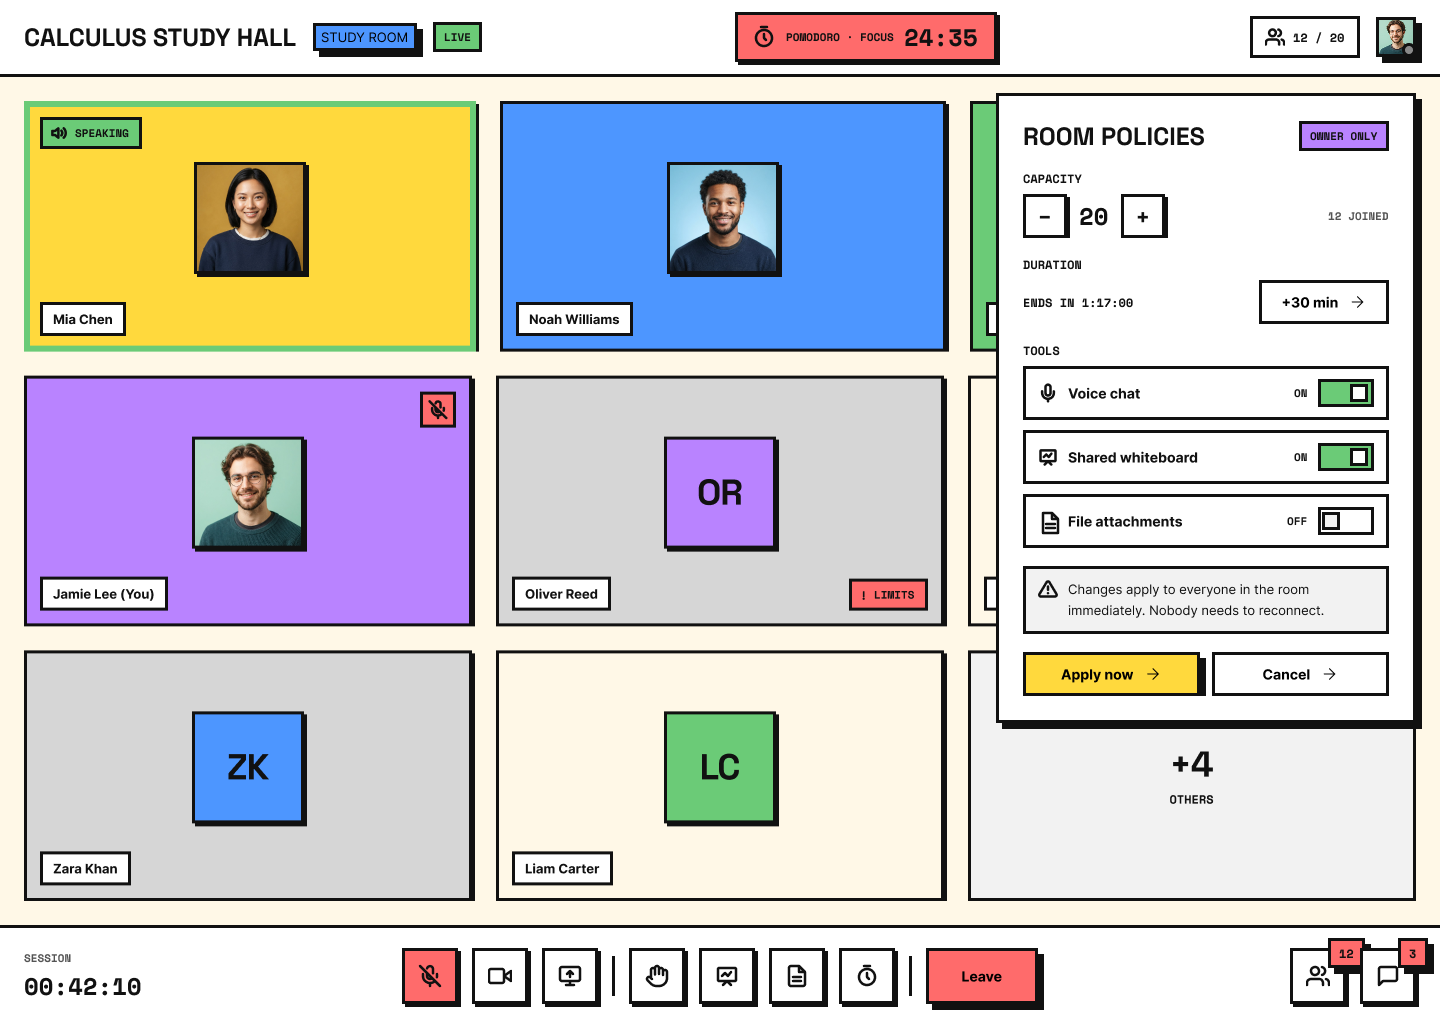 CALCULUS STUDY HALL
STUDY ROOM
LIVE
POMODORO · FOCUS 24:35
12 / 20
SPEAKING
Mia Chen
Noah Williams
Jamie Lee (You)
OR
Oliver Reed
! LIMITS
ZK
Zara Khan
LC
Liam Carter
+4
OTHERS
ROOM POLICIES
OWNER ONLY
CAPACITY
− 20 +
12 JOINED
DURATION
ENDS IN 1:17:00
+30 min →
TOOLS
Voice chat
ON
Shared whiteboard
ON
File attachments
OFF
Changes apply to everyone in the room
immediately. Nobody needs to reconnect.
Apply now →
Cancel →
SESSION
00:42:10
Leave
12
3